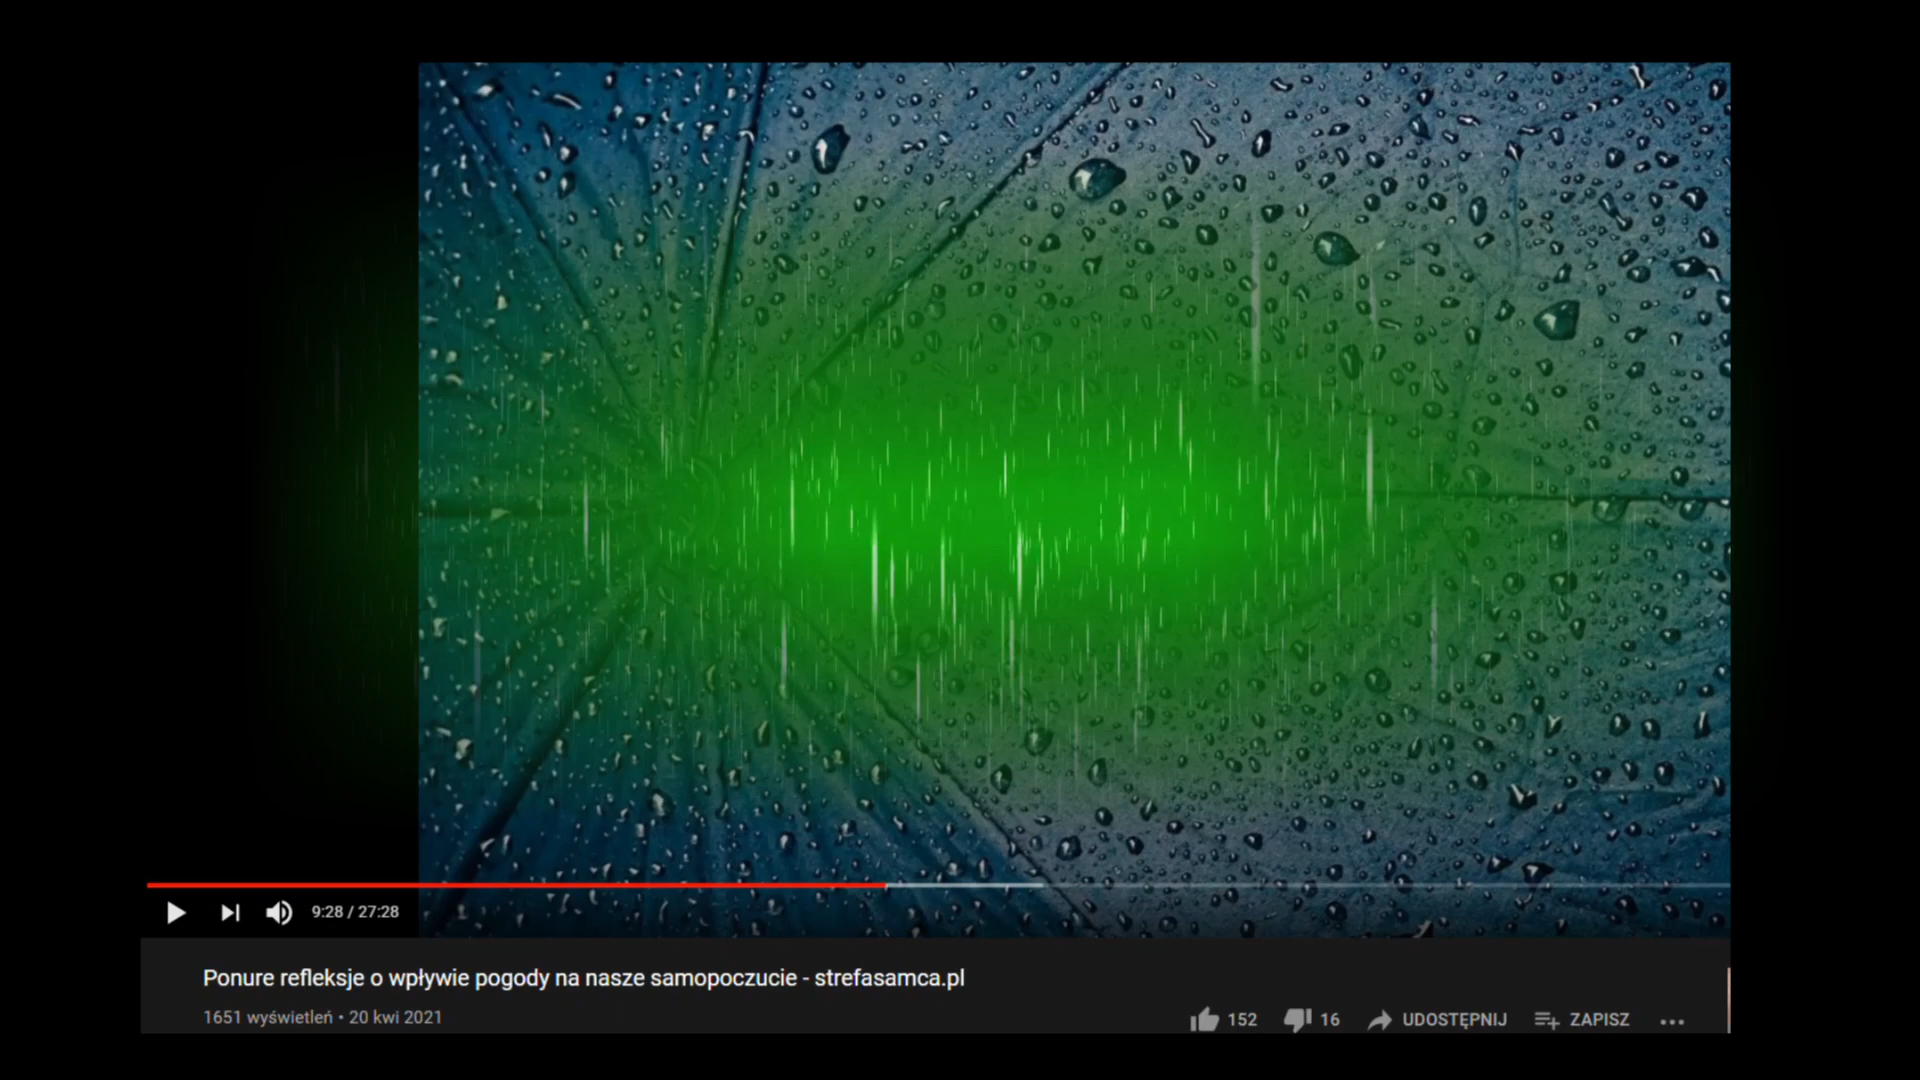 9:28 / 27:28
Ponure refleksje o wpływie pogody na nasze samopoczucie - strefasamca.pl
1651 wyświetleń • 20 kwi 2021
152 16 UDOSTĘPNIJ ZAPISZ